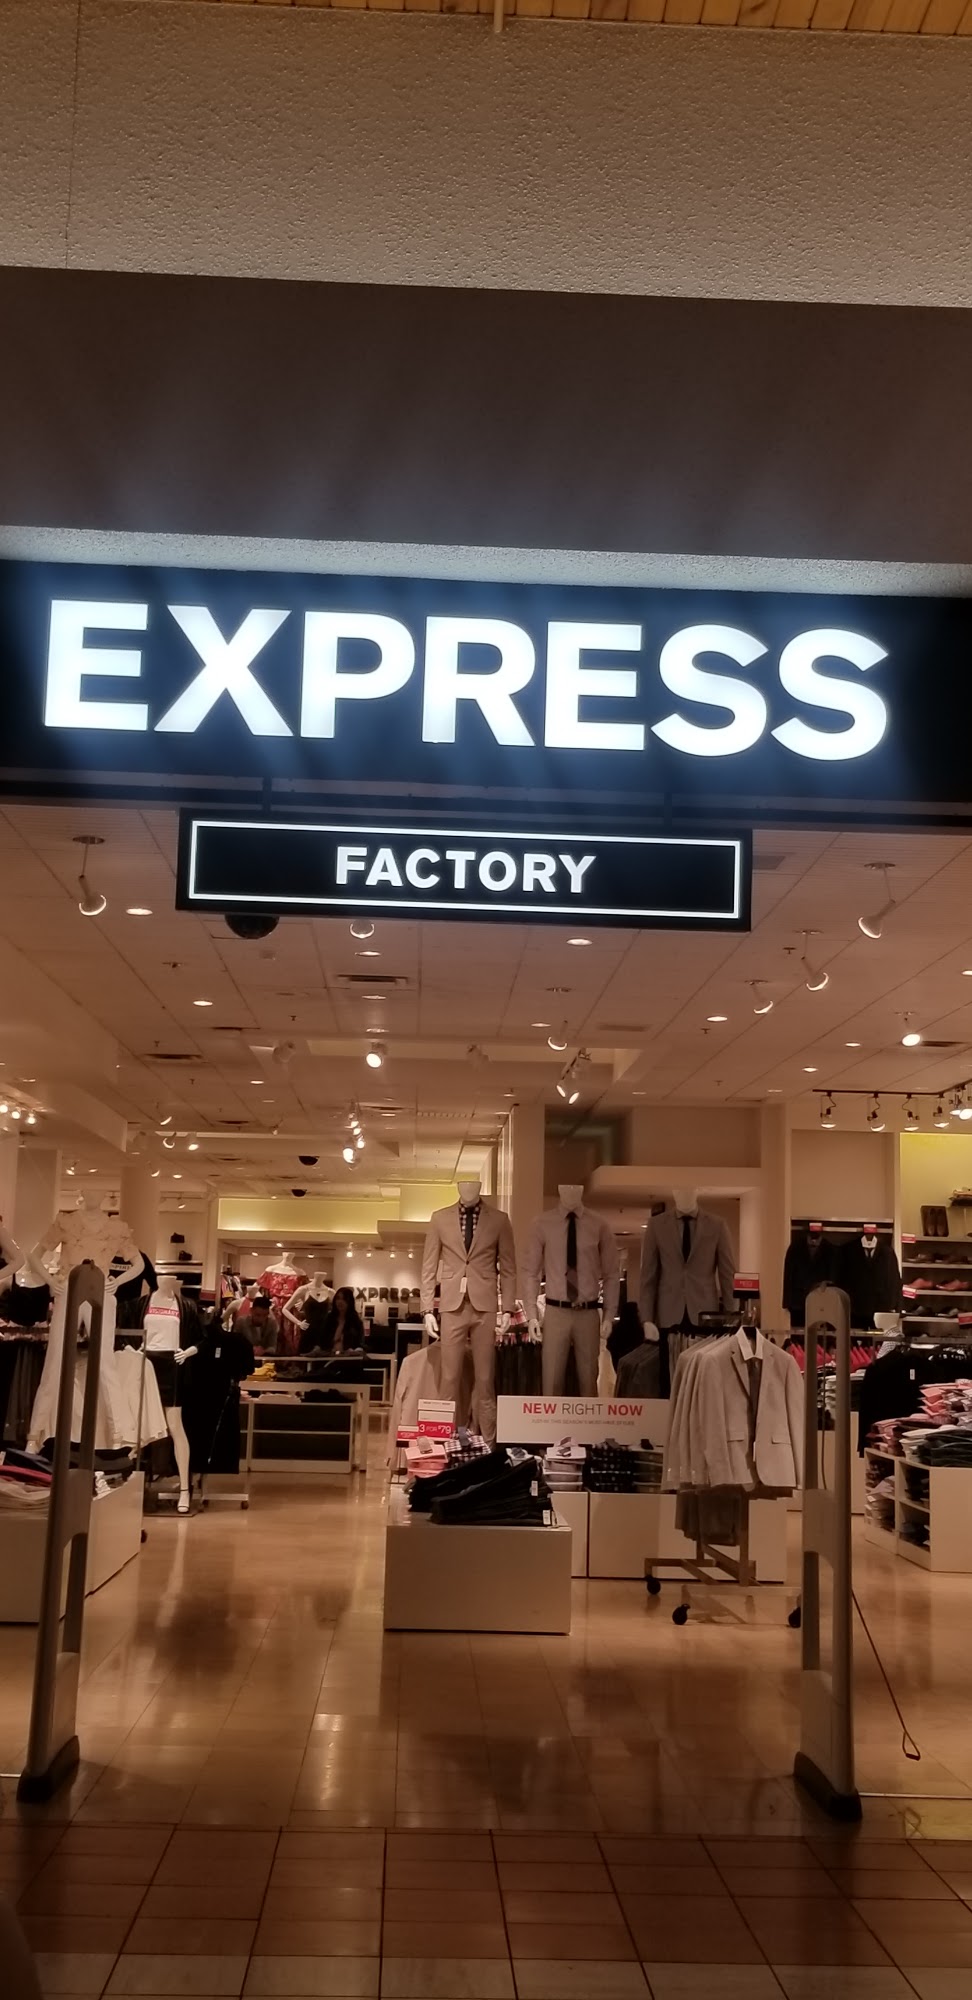 EXPRESS
FACTORY
EXPRESS
NEW RIGHT NOW
3 FOR $79